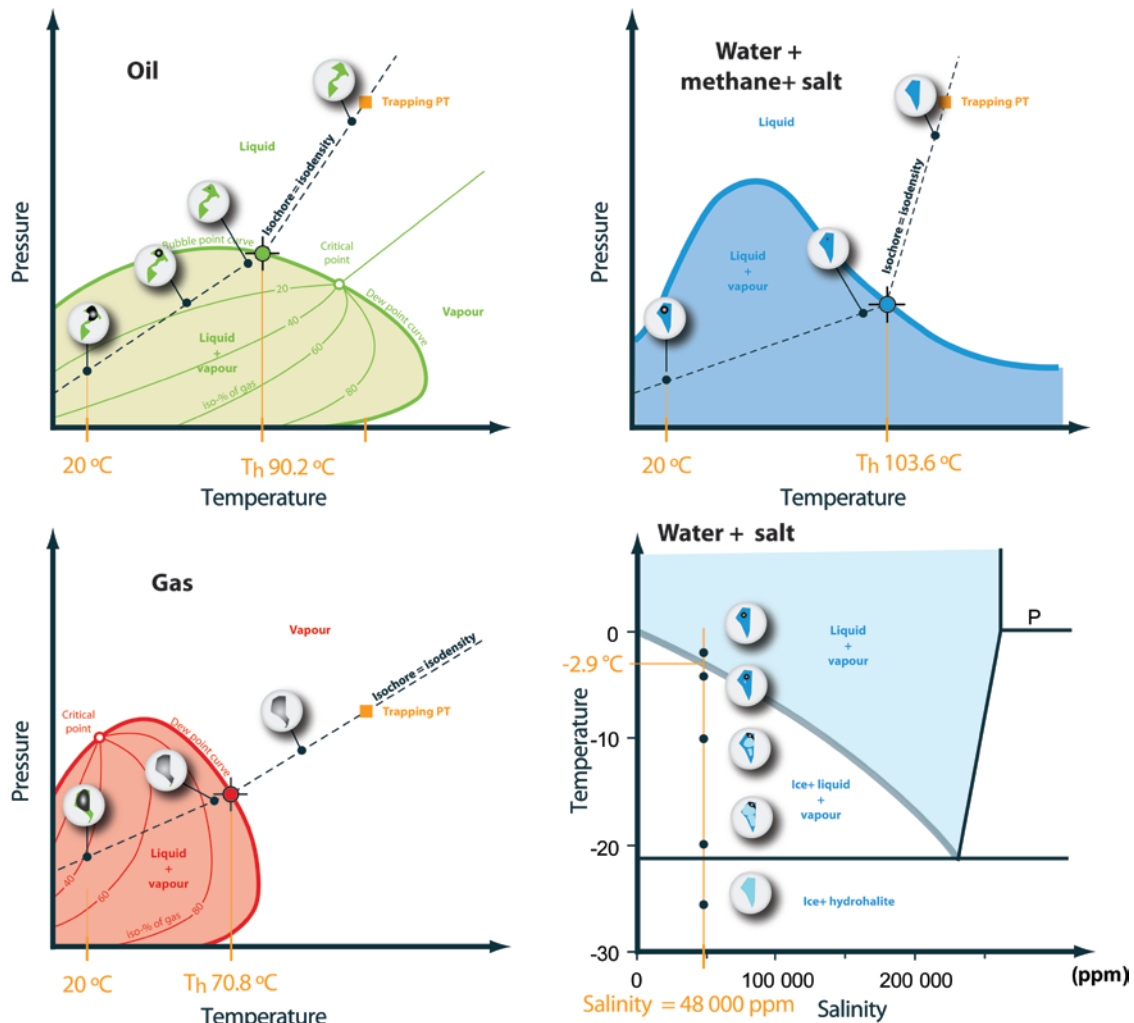 Oil
Pressure
Liquid
Trapping PT
Isochore = isodensity
Bubble point curve
Critical
point
Dew point curve
Vapour
20
40
60
80
Liquid
+
vapour
iso-% of gas
20 ºC
Th 90.2 ºC
Temperature
Water +
methane+ salt
Pressure
Liquid
Trapping PT
Isochore = isodensity
Liquid
+
vapour
20 ºC
Th 103.6 ºC
Temperature
Gas
Pressure
Vapour
Isochore = isodensity
Trapping PT
Critical
point
Dew point curve
Liquid
+
vapour
40
60
80
iso-% of gas
20 ºC
Th 70.8 ºC
Temperature
Water + salt
P
0
-2.9 °C
-10
-20
-30
Temperature
Liquid
+
vapour
Ice+ liquid
+
vapour
Ice+ hydrohalite
0
100 000
200 000
(ppm)
Salinity = 48 000 ppm
Salinity